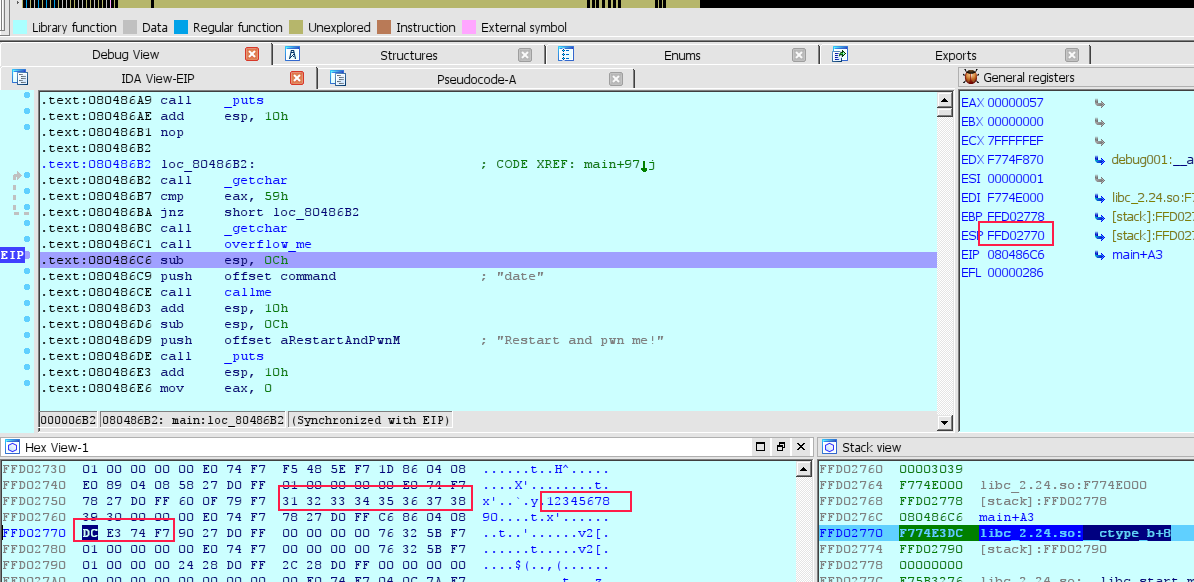 Library function Data Regular function Unexplored Instruction External symbol
Debug View Structures Enums Exports
IDA View-EIP Pseudocode-A General registers
.text:080486A9 call _puts
.text:080486AE add esp, 10h
.text:080486B1 nop
.text:080486B2
.text:080486B2 loc_80486B2: ; CODE XREF: main+97↓j
.text:080486B2 call _getchar
.text:080486B7 cmp eax, 59h
.text:080486BA jnz short loc_80486B2
.text:080486BC call _getchar
.text:080486C1 call overflow_me
EIP .text:080486C6 sub esp, 0Ch
.text:080486C9 push offset command ; "date"
.text:080486CE call callme
.text:080486D3 add esp, 10h
.text:080486D6 sub esp, 0Ch
.text:080486D9 push offset aRestartAndPwnM ; "Restart and pwn me!"
.text:080486DE call _puts
.text:080486E3 add esp, 10h
.text:080486E6 mov eax, 0
000006B2 080486B2: main:loc_80486B2 (Synchronized with EIP)
EAX 00000057
EBX 00000000
ECX 7FFFFFEF
EDX F774F870 debug001:__a
ESI 00000001
EDI F774E000 libc_2.24.so:F7
EBP FFD02778 [stack]:FFD027
ESP FFD02770 [stack]:FFD027
EIP 080486C6 main+A3
EFL 00000286
Hex View-1
FFD02730 01 00 00 00 00 E0 74 F7 F5 48 5E F7 1D 86 04 08 ......t..H^.....
FFD02740 E0 89 04 08 58 27 D0 FF 01 00 00 00 00 E0 74 F7 ....X'........t.
FFD02750 78 27 D0 FF 60 0F 79 F7 31 32 33 34 35 36 37 38 x'..`.y.12345678
FFD02760 39 30 00 00 00 E0 74 F7 78 27 D0 FF C6 86 04 08 90....t.x'......
FFD02770 DC E3 74 F7 90 27 D0 FF 00 00 00 00 76 32 5B F7 ..t..'......v2[.
FFD02780 01 00 00 00 00 E0 74 F7 00 00 00 00 76 32 5B F7 ......t.....v2[.
FFD02790 01 00 00 00 24 28 D0 FF 2C 28 D0 FF 00 00 00 00 ....$(..,(......
Stack view
FFD02760 00003039
FFD02764 F774E000 libc_2.24.so:F774E000
FFD02768 FFD02778 [stack]:FFD02778
FFD0276C 080486C6 main+A3
FFD02770 F774E3DC libc_2.24.so:__ctype_b+8
FFD02774 FFD02790 [stack]:FFD02790
FFD02778 00000000